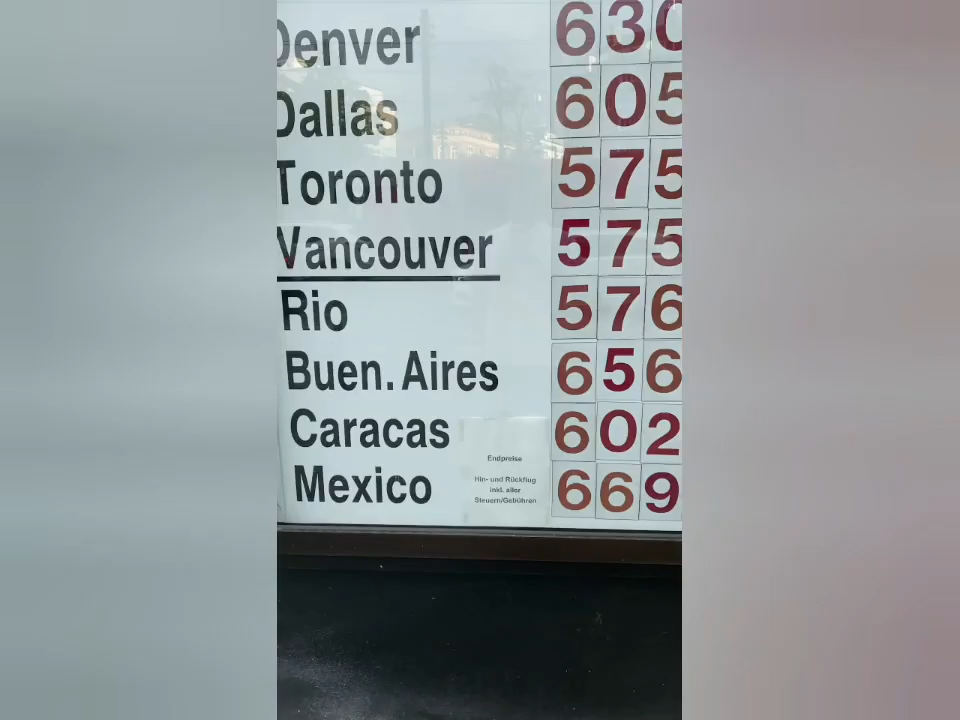 Denver 630
Dallas 605
Toronto 575
Vancouver 575
Rio 576
Buen. Aires 656
Caracas 602
Mexico 669
Endpreise
Hin- und Rückflug
inkl. aller
Steuern/Gebühren